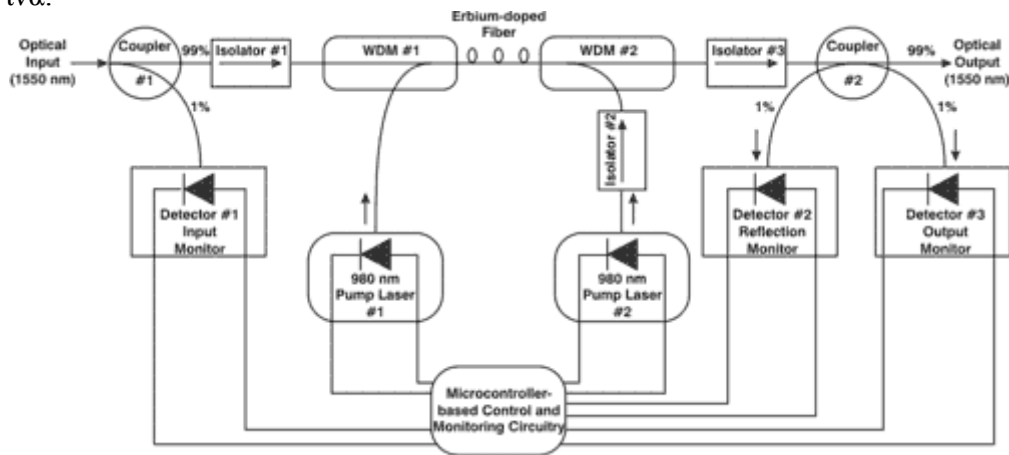 ίνα.
Erbium-doped
Fiber
Optical
Input
(1550 nm)
Coupler
#1
99%
Isolator #1
WDM #1
WDM #2
Isolator #3
Coupler
#2
99%
Optical
Output
(1550 nm)
1%
Isolator #2
1%
1%
Detector #1
Input
Monitor
980 nm
Pump Laser
#1
980 nm
Pump Laser
#2
Detector #2
Reflection
Monitor
Detector #3
Output
Monitor
Microcontroller-
based Control and
Monitoring Circuitry